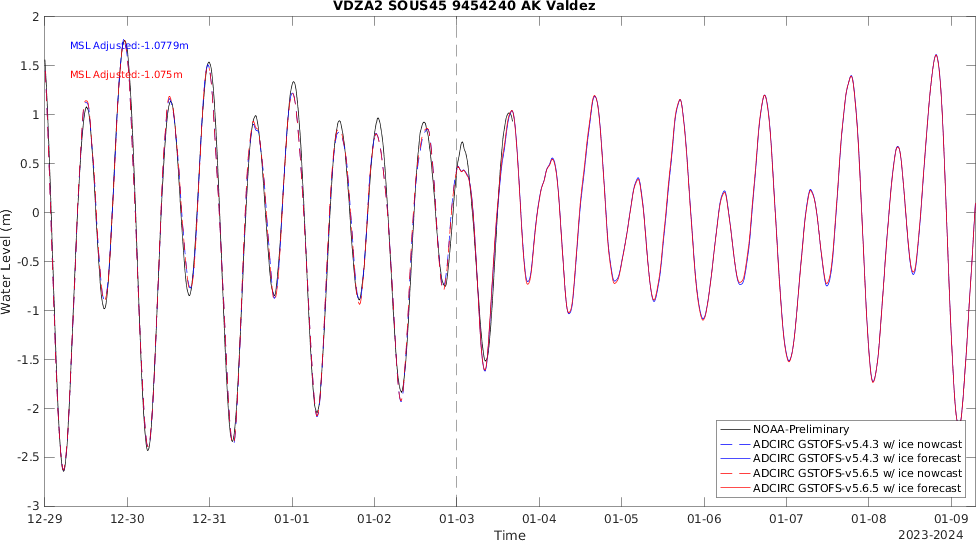 VDZA2 SOUS45 9454240 AK Valdez
2
1.5
1
0.5
0
-0.5
-1
-1.5
-2
-2.5
-3
Water Level (m)
MSL Adjusted:-1.0779m
MSL Adjusted:-1.075m
NOAA-Preliminary
ADCIRC GSTOFS-v5.4.3 w/ ice nowcast
ADCIRC GSTOFS-v5.4.3 w/ ice forecast
ADCIRC GSTOFS-v5.6.5 w/ ice nowcast
ADCIRC GSTOFS-v5.6.5 w/ ice forecast
12-29 12-30 12-31 01-01 01-02 01-03 01-04 01-05 01-06 01-07 01-08 01-09
Time
2023-2024